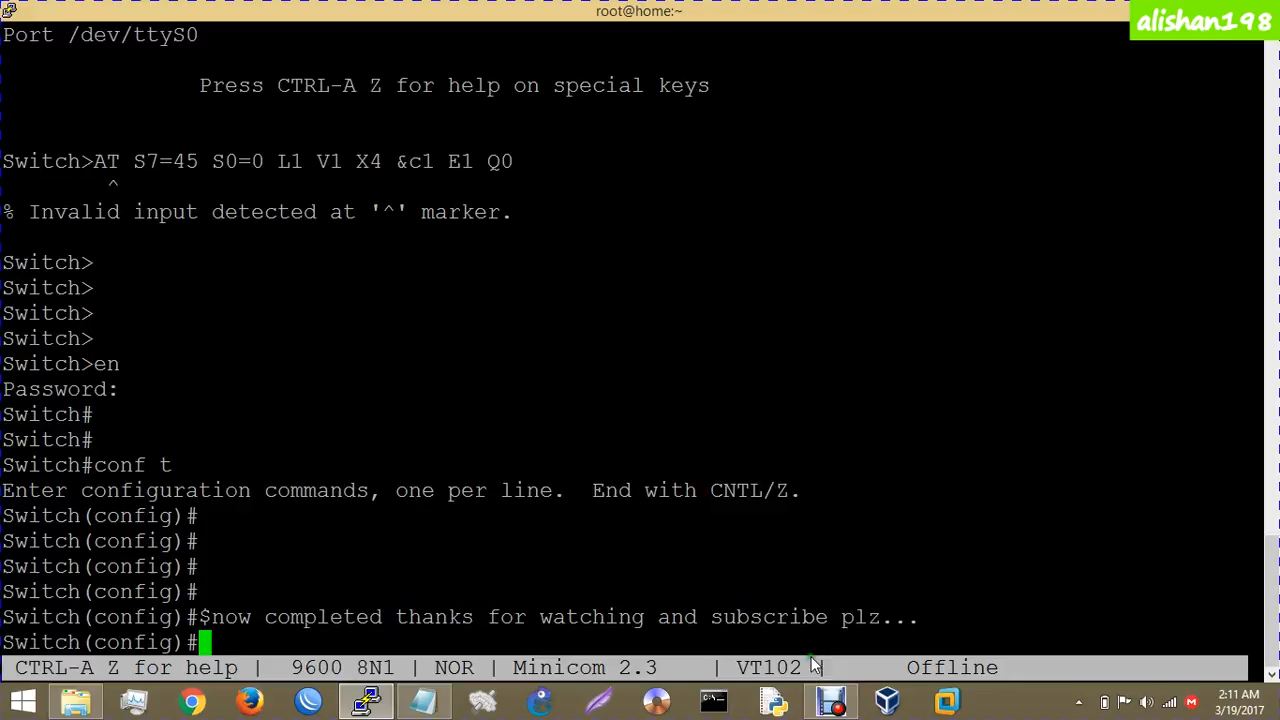 root@home:~
alishan198
Port /dev/ttyS0
Press CTRL-A Z for help on special keys
Switch>AT S7=45 S0=0 L1 V1 X4 &c1 E1 Q0
^
% Invalid input detected at '^' marker.
Switch>
Switch>
Switch>
Switch>
Switch>en
Password:
Switch#
Switch#
Switch#conf t
Enter configuration commands, one per line.  End with CNTL/Z.
Switch(config)#
Switch(config)#
Switch(config)#
Switch(config)#
Switch(config)#$now completed thanks for watching and subscribe plz...
Switch(config)#
CTRL-A Z for help |  9600 8N1 | NOR | Minicom 2.3    | VT102 |      Offline
2:11 AM
3/19/2017